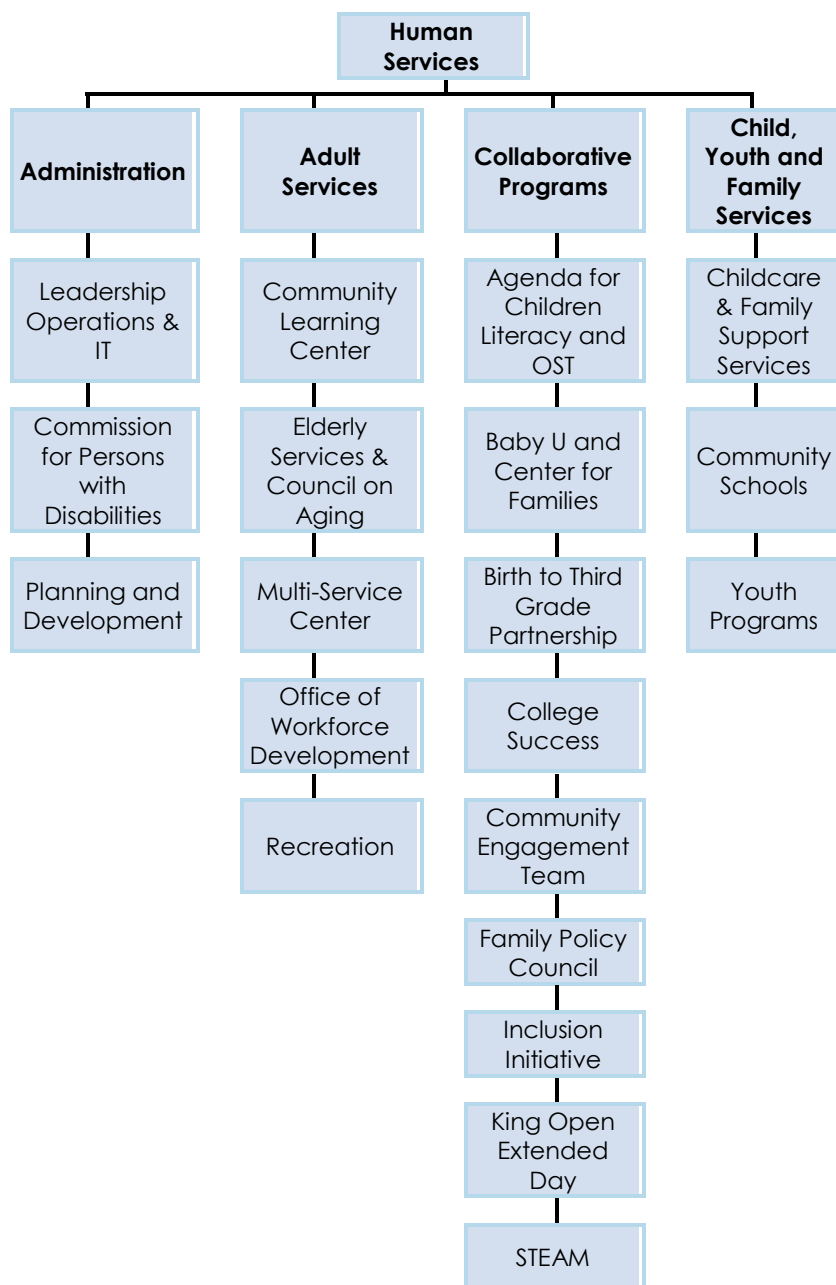 Human
Services
Administration
Adult
Services
Collaborative
Programs
Child,
Youth and
Family
Services
Leadership
Operations &
IT
Commission
for Persons
with
Disabilities
Planning and
Development
Community
Learning
Center
Elderly
Services &
Council on
Aging
Multi-Service
Center
Office of
Workforce
Development
Recreation
Agenda for
Children
Literacy and
OST
Baby U and
Center for
Families
Birth to Third
Grade
Partnership
College
Success
Community
Engagement
Team
Family Policy
Council
Inclusion
Initiative
King Open
Extended
Day
STEAM
Childcare
& Family
Support
Services
Community
Schools
Youth
Programs